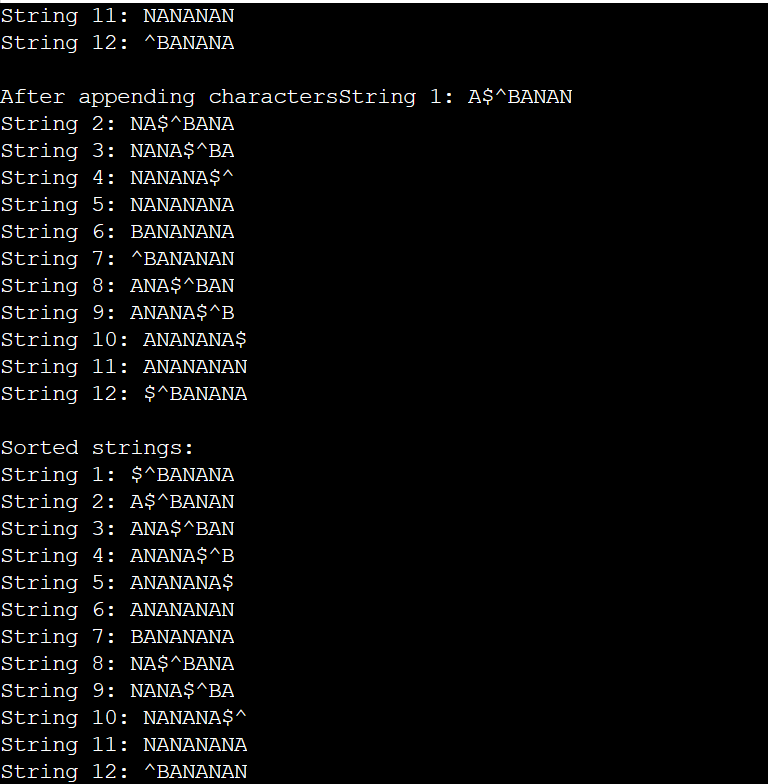 String 11: NANANAN
String 12: ^BANANA
After appending charactersString 1: A$^BANAN
String 2: NA$^BANA
String 3: NANA$^BA
String 4: NANANA$^
String 5: NANANANA
String 6: BANANANA
String 7: ^BANANAN
String 8: ANA$^BAN
String 9: ANANA$^B
String 10: ANANANA$
String 11: ANANANAN
String 12: $^BANANA
Sorted strings:
String 1: $^BANANA
String 2: A$^BANAN
String 3: ANA$^BAN
String 4: ANANA$^B
String 5: ANANANA$
String 6: ANANANAN
String 7: BANANANA
String 8: NA$^BANA
String 9: NANA$^BA
String 10: NANANA$^
String 11: NANANANA
String 12: ^BANANAN